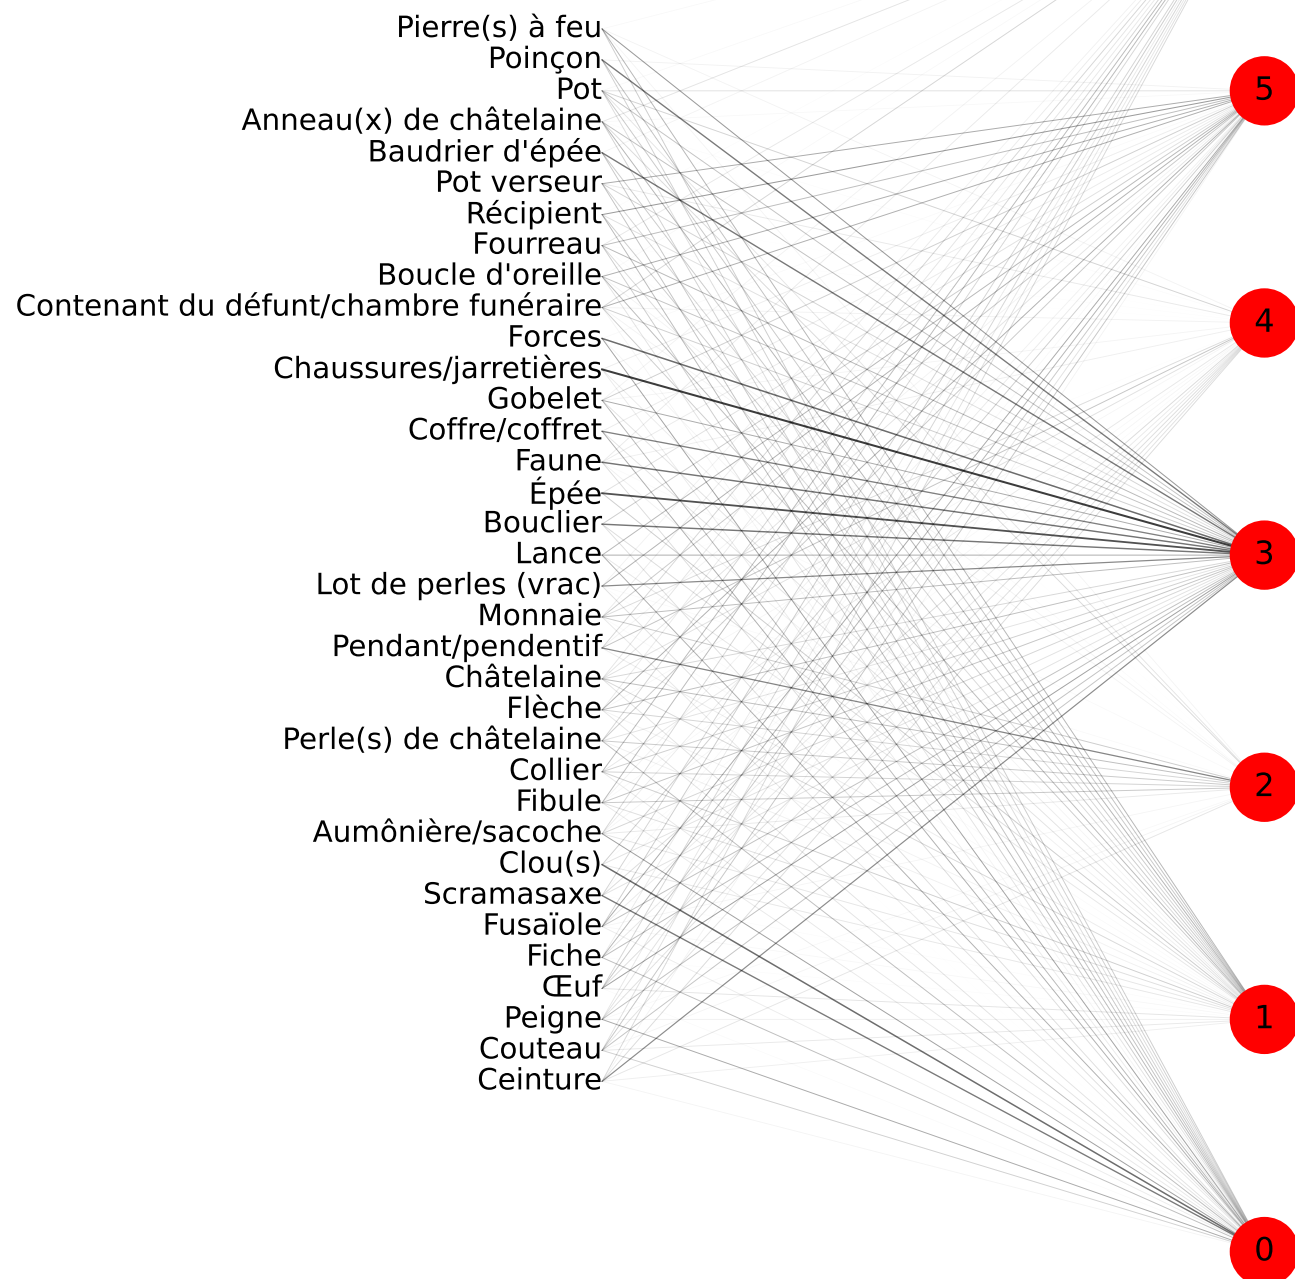 Pierre(s) à feu
Poinçon
Pot
5
Anneau(x) de châtelaine
Baudrier d'épée
Pot verseur
Récipient
Fourreau
Boucle d'oreille
Contenant du défunt/chambre funéraire
4
Forces
Chaussures/jarretières
Gobelet
Coffre/coffret
Faune
Épée
Bouclier
Lance
3
Lot de perles (vrac)
Monnaie
Pendant/pendentif
Châtelaine
Flèche
Perle(s) de châtelaine
Collier
2
Fibule
Aumônière/sacoche
Clou(s)
Scramasaxe
Fusaïole
Fiche
Œuf
Peigne
1
Couteau
Ceinture
0